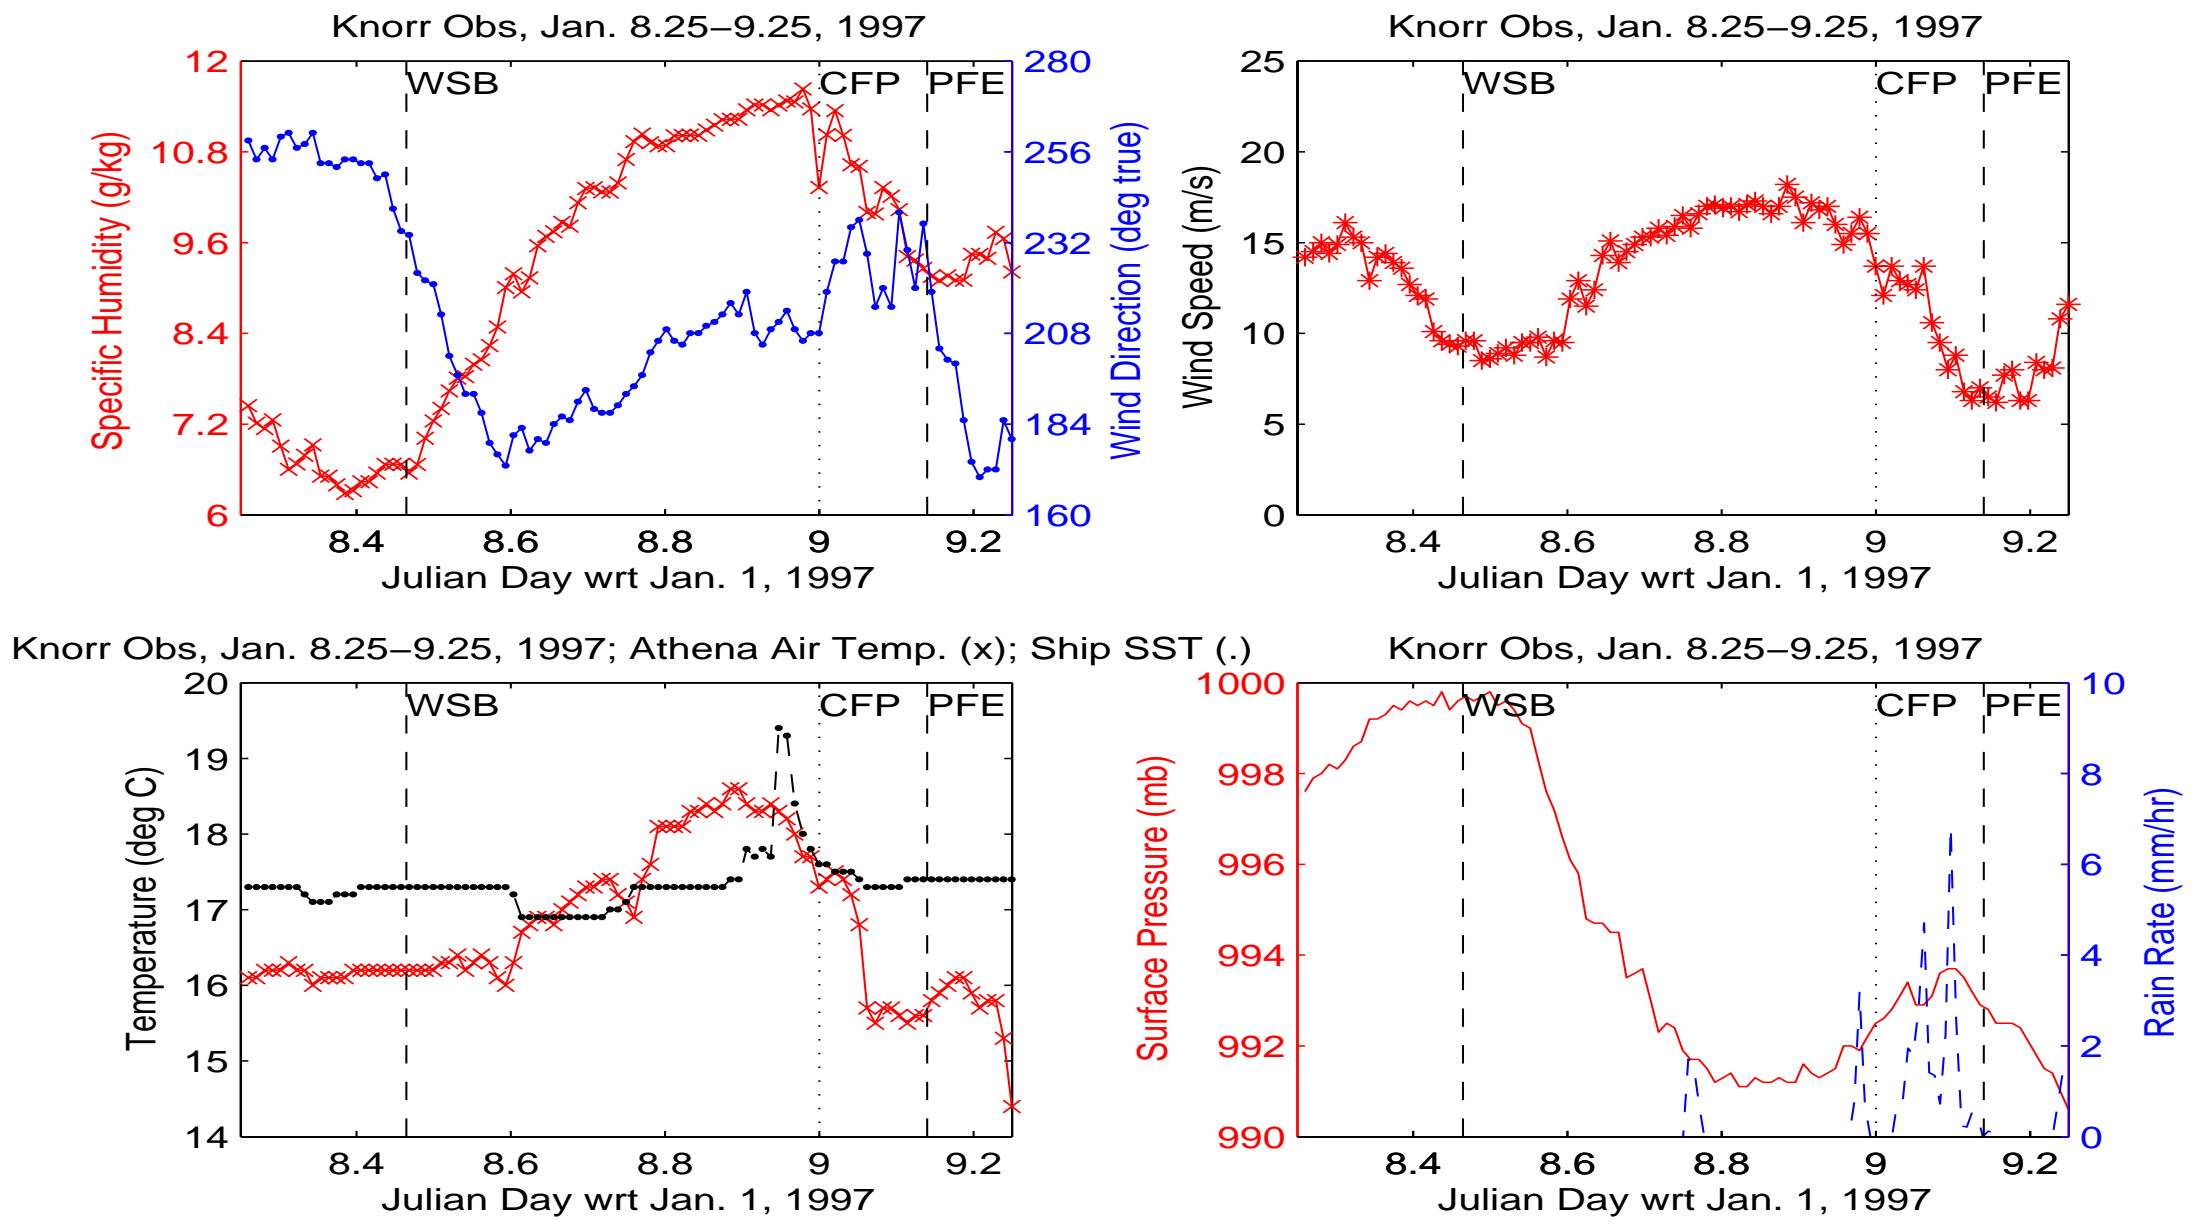 Knorr Obs, Jan. 8.25−9.25, 1997
12
10.8
9.6
8.4
7.2
6
Specific Humidity (g/kg)
WSB
CFP
PFE
280
256
232
208
184
160
Wind Direction (deg true)
8.4
8.6
8.8
9
9.2
Julian Day wrt Jan. 1, 1997
Knorr Obs, Jan. 8.25−9.25, 1997
25
20
15
10
5
0
Wind Speed (m/s)
WSB
CFP
PFE
8.4
8.6
8.8
9
9.2
Julian Day wrt Jan. 1, 1997
Knorr Obs, Jan. 8.25−9.25, 1997; Athena Air Temp. (x); Ship SST (.)
20
19
18
17
16
15
14
Temperature (deg C)
WSB
CFP
PFE
8.4
8.6
8.8
9
9.2
Julian Day wrt Jan. 1, 1997
Knorr Obs, Jan. 8.25−9.25, 1997
1000
998
996
994
992
990
Surface Pressure (mb)
WSB
CFP
PFE
10
8
6
4
2
0
Rain Rate (mm/hr)
8.4
8.6
8.8
9
9.2
Julian Day wrt Jan. 1, 1997